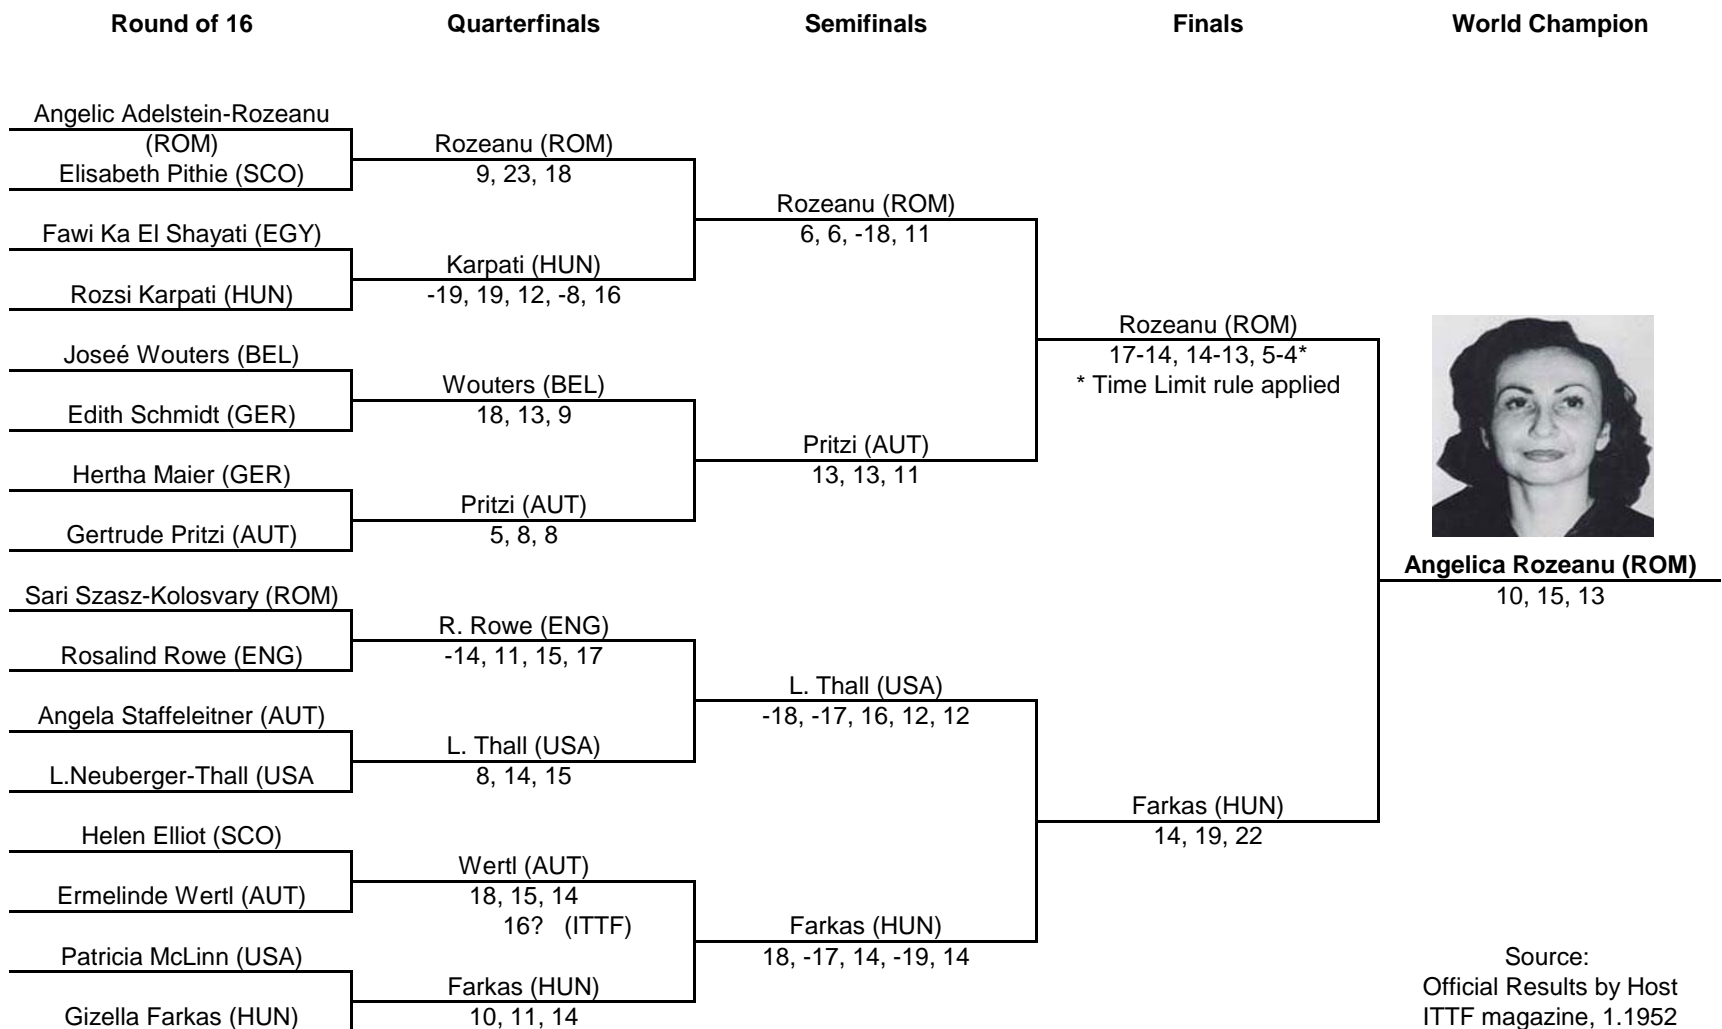 Round of 16
Quarterfinals
Semifinals
Finals
World Champion
Angelic Adelstein-Rozeanu
(ROM)
Elisabeth Pithie (SCO)
Fawi Ka El Shayati (EGY)
Rozsi Karpati (HUN)
Joseé Wouters (BEL)
Edith Schmidt (GER)
Hertha Maier (GER)
Gertrude Pritzi (AUT)
Sari Szasz-Kolosvary (ROM)
Rosalind Rowe (ENG)
Angela Staffeleitner (AUT)
L.Neuberger-Thall (USA
Helen Elliot (SCO)
Ermelinde Wertl (AUT)
Patricia McLinn (USA)
Gizella Farkas (HUN)
Rozeanu (ROM)
9, 23, 18
Karpati (HUN)
-19, 19, 12, -8, 16
Wouters (BEL)
18, 13, 9
Pritzi (AUT)
5, 8, 8
R. Rowe (ENG)
-14, 11, 15, 17
L. Thall (USA)
8, 14, 15
Wertl (AUT)
18, 15, 14
16? (ITTF)
Farkas (HUN)
10, 11, 14
Rozeanu (ROM)
6, 6, -18, 11
Pritzi (AUT)
13, 13, 11
L. Thall (USA)
-18, -17, 16, 12, 12
Farkas (HUN)
18, -17, 14, -19, 14
Rozeanu (ROM)
17-14, 14-13, 5-4*
* Time Limit rule applied
Farkas (HUN)
14, 19, 22
Angelica Rozeanu (ROM)
10, 15, 13
Source:
Official Results by Host
ITTF magazine, 1.1952